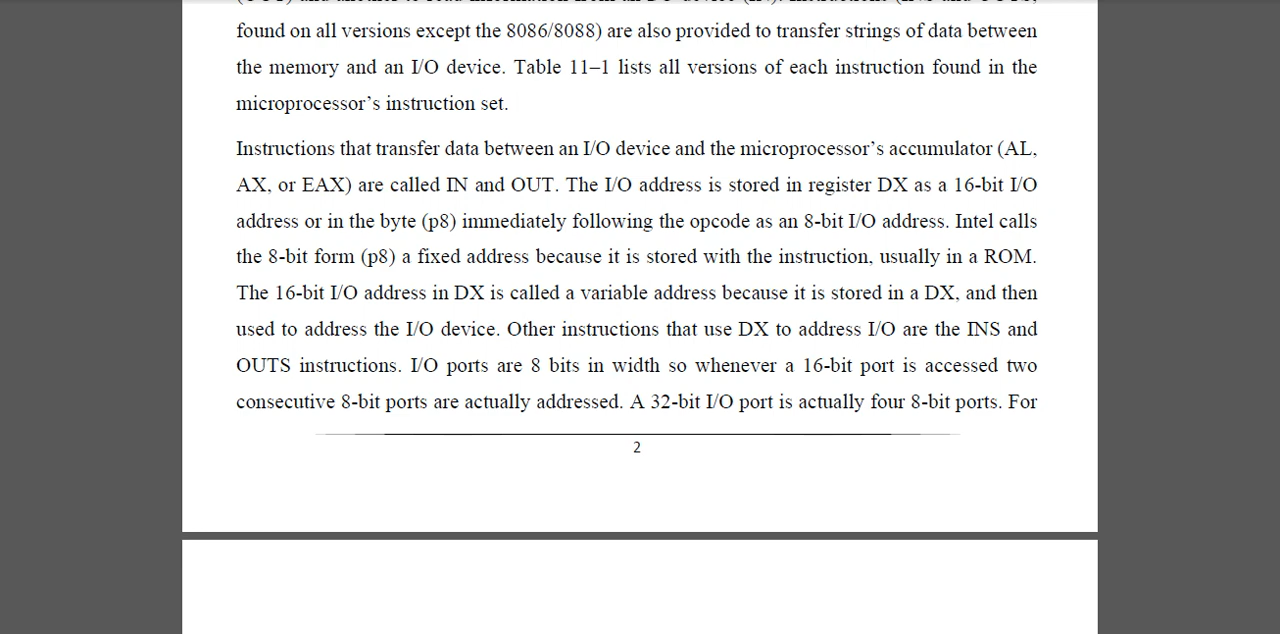 found on all versions except the 8086/8088) are also provided to transfer strings of data between
the memory and an I/O device. Table 11–1 lists all versions of each instruction found in the
microprocessor’s instruction set.
Instructions that transfer data between an I/O device and the microprocessor’s accumulator (AL,
AX, or EAX) are called IN and OUT. The I/O address is stored in register DX as a 16-bit I/O
address or in the byte (p8) immediately following the opcode as an 8-bit I/O address. Intel calls
the 8-bit form (p8) a fixed address because it is stored with the instruction, usually in a ROM.
The 16-bit I/O address in DX is called a variable address because it is stored in a DX, and then
used to address the I/O device. Other instructions that use DX to address I/O are the INS and
OUTS instructions. I/O ports are 8 bits in width so whenever a 16-bit port is accessed two
consecutive 8-bit ports are actually addressed. A 32-bit I/O port is actually four 8-bit ports. For
2